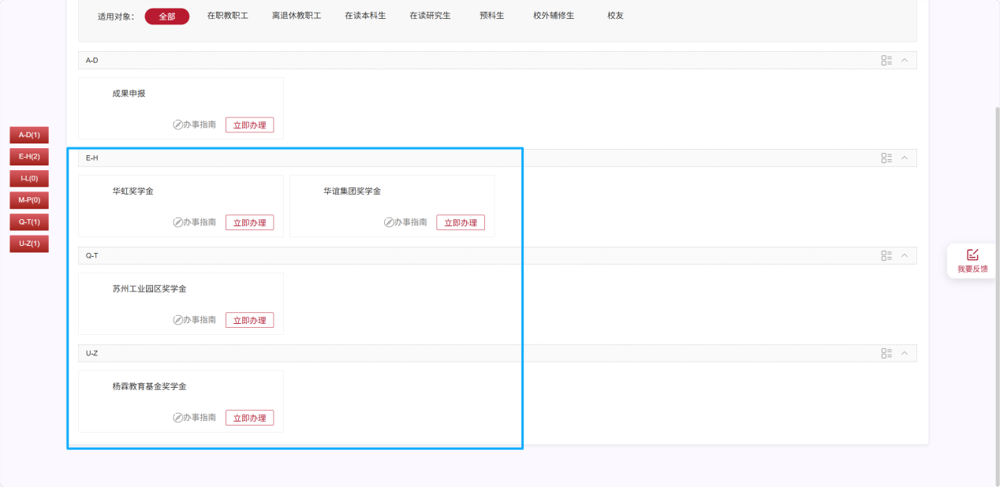 适用对象： 全部 在职教职工 离退休教职工 在读本科生 在读研究生 预科生 校外辅修生 校友
A-D
成果申报
办事指南 立即办理
A-D(1)
E-H(2)
I-L(0)
M-P(0)
Q-T(1)
U-Z(1)
E-H
华虹奖学金 华谊集团奖学金
办事指南 立即办理 办事指南 立即办理
Q-T
苏州工业园区奖学金
办事指南 立即办理
U-Z
杨霖教育基金奖学金
办事指南 立即办理
我要反馈